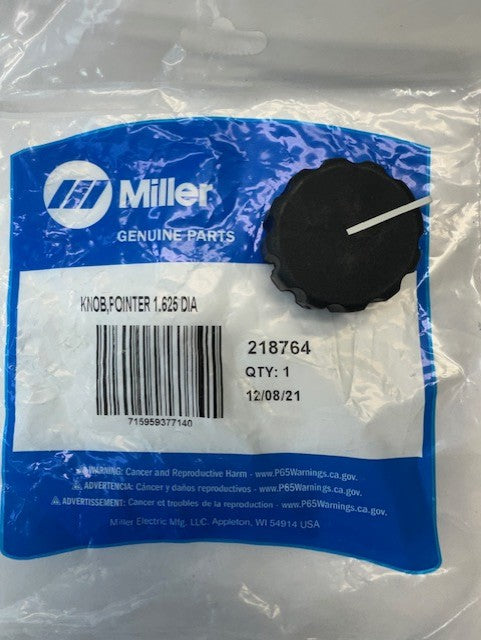 Miller
GENUINE PARTS
KNOB,POINTER 1.625 DIA
218764
QTY: 1
12/08/21
715959377140
⚠ WARNING: Cancer and Reproductive Harm - www.P65Warnings.ca.gov.
⚠ ADVERTENCIA: Cáncer y daños reproductivos - www.P65Warnings.ca.gov.
⚠ ADVERTISSEMENT: Cancer et troubles de la reproduction - www.P65Warnings.ca.gov.
Miller Electric Mfg. LLC. Appleton, WI 54914 USA